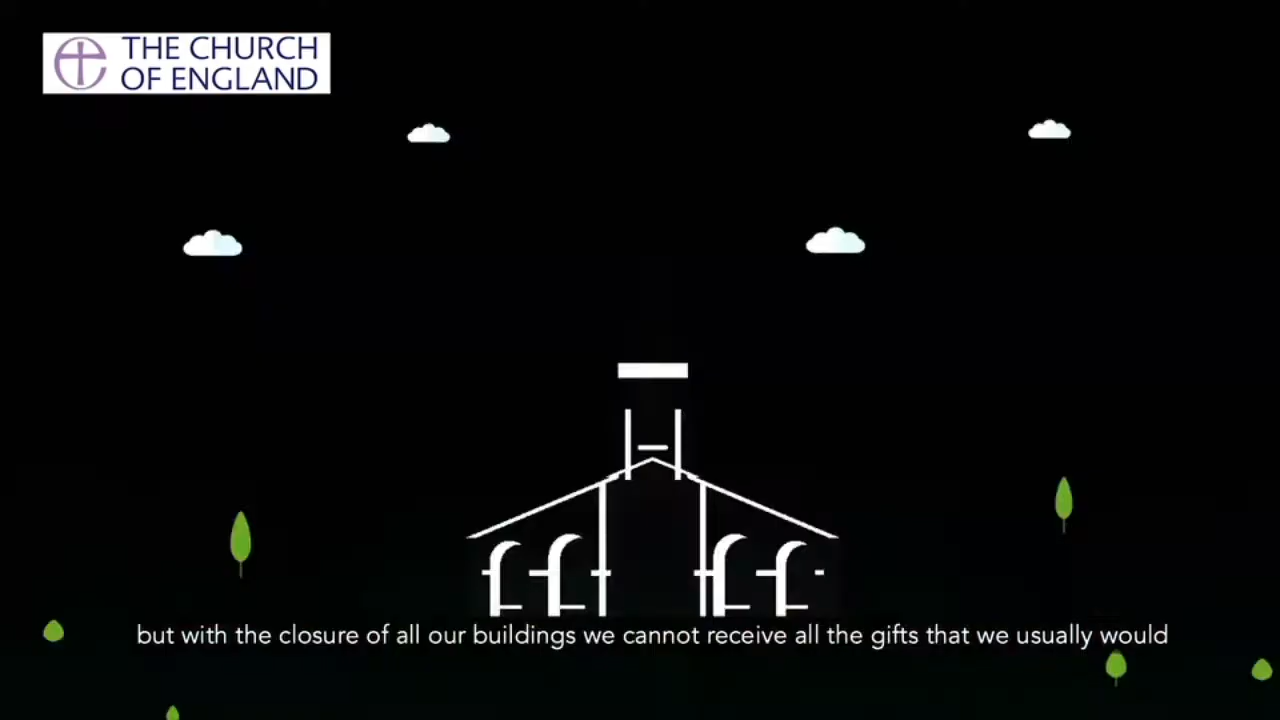 THE CHURCH
OF ENGLAND
but with the closure of all our buildings we cannot receive all the gifts that we usually would